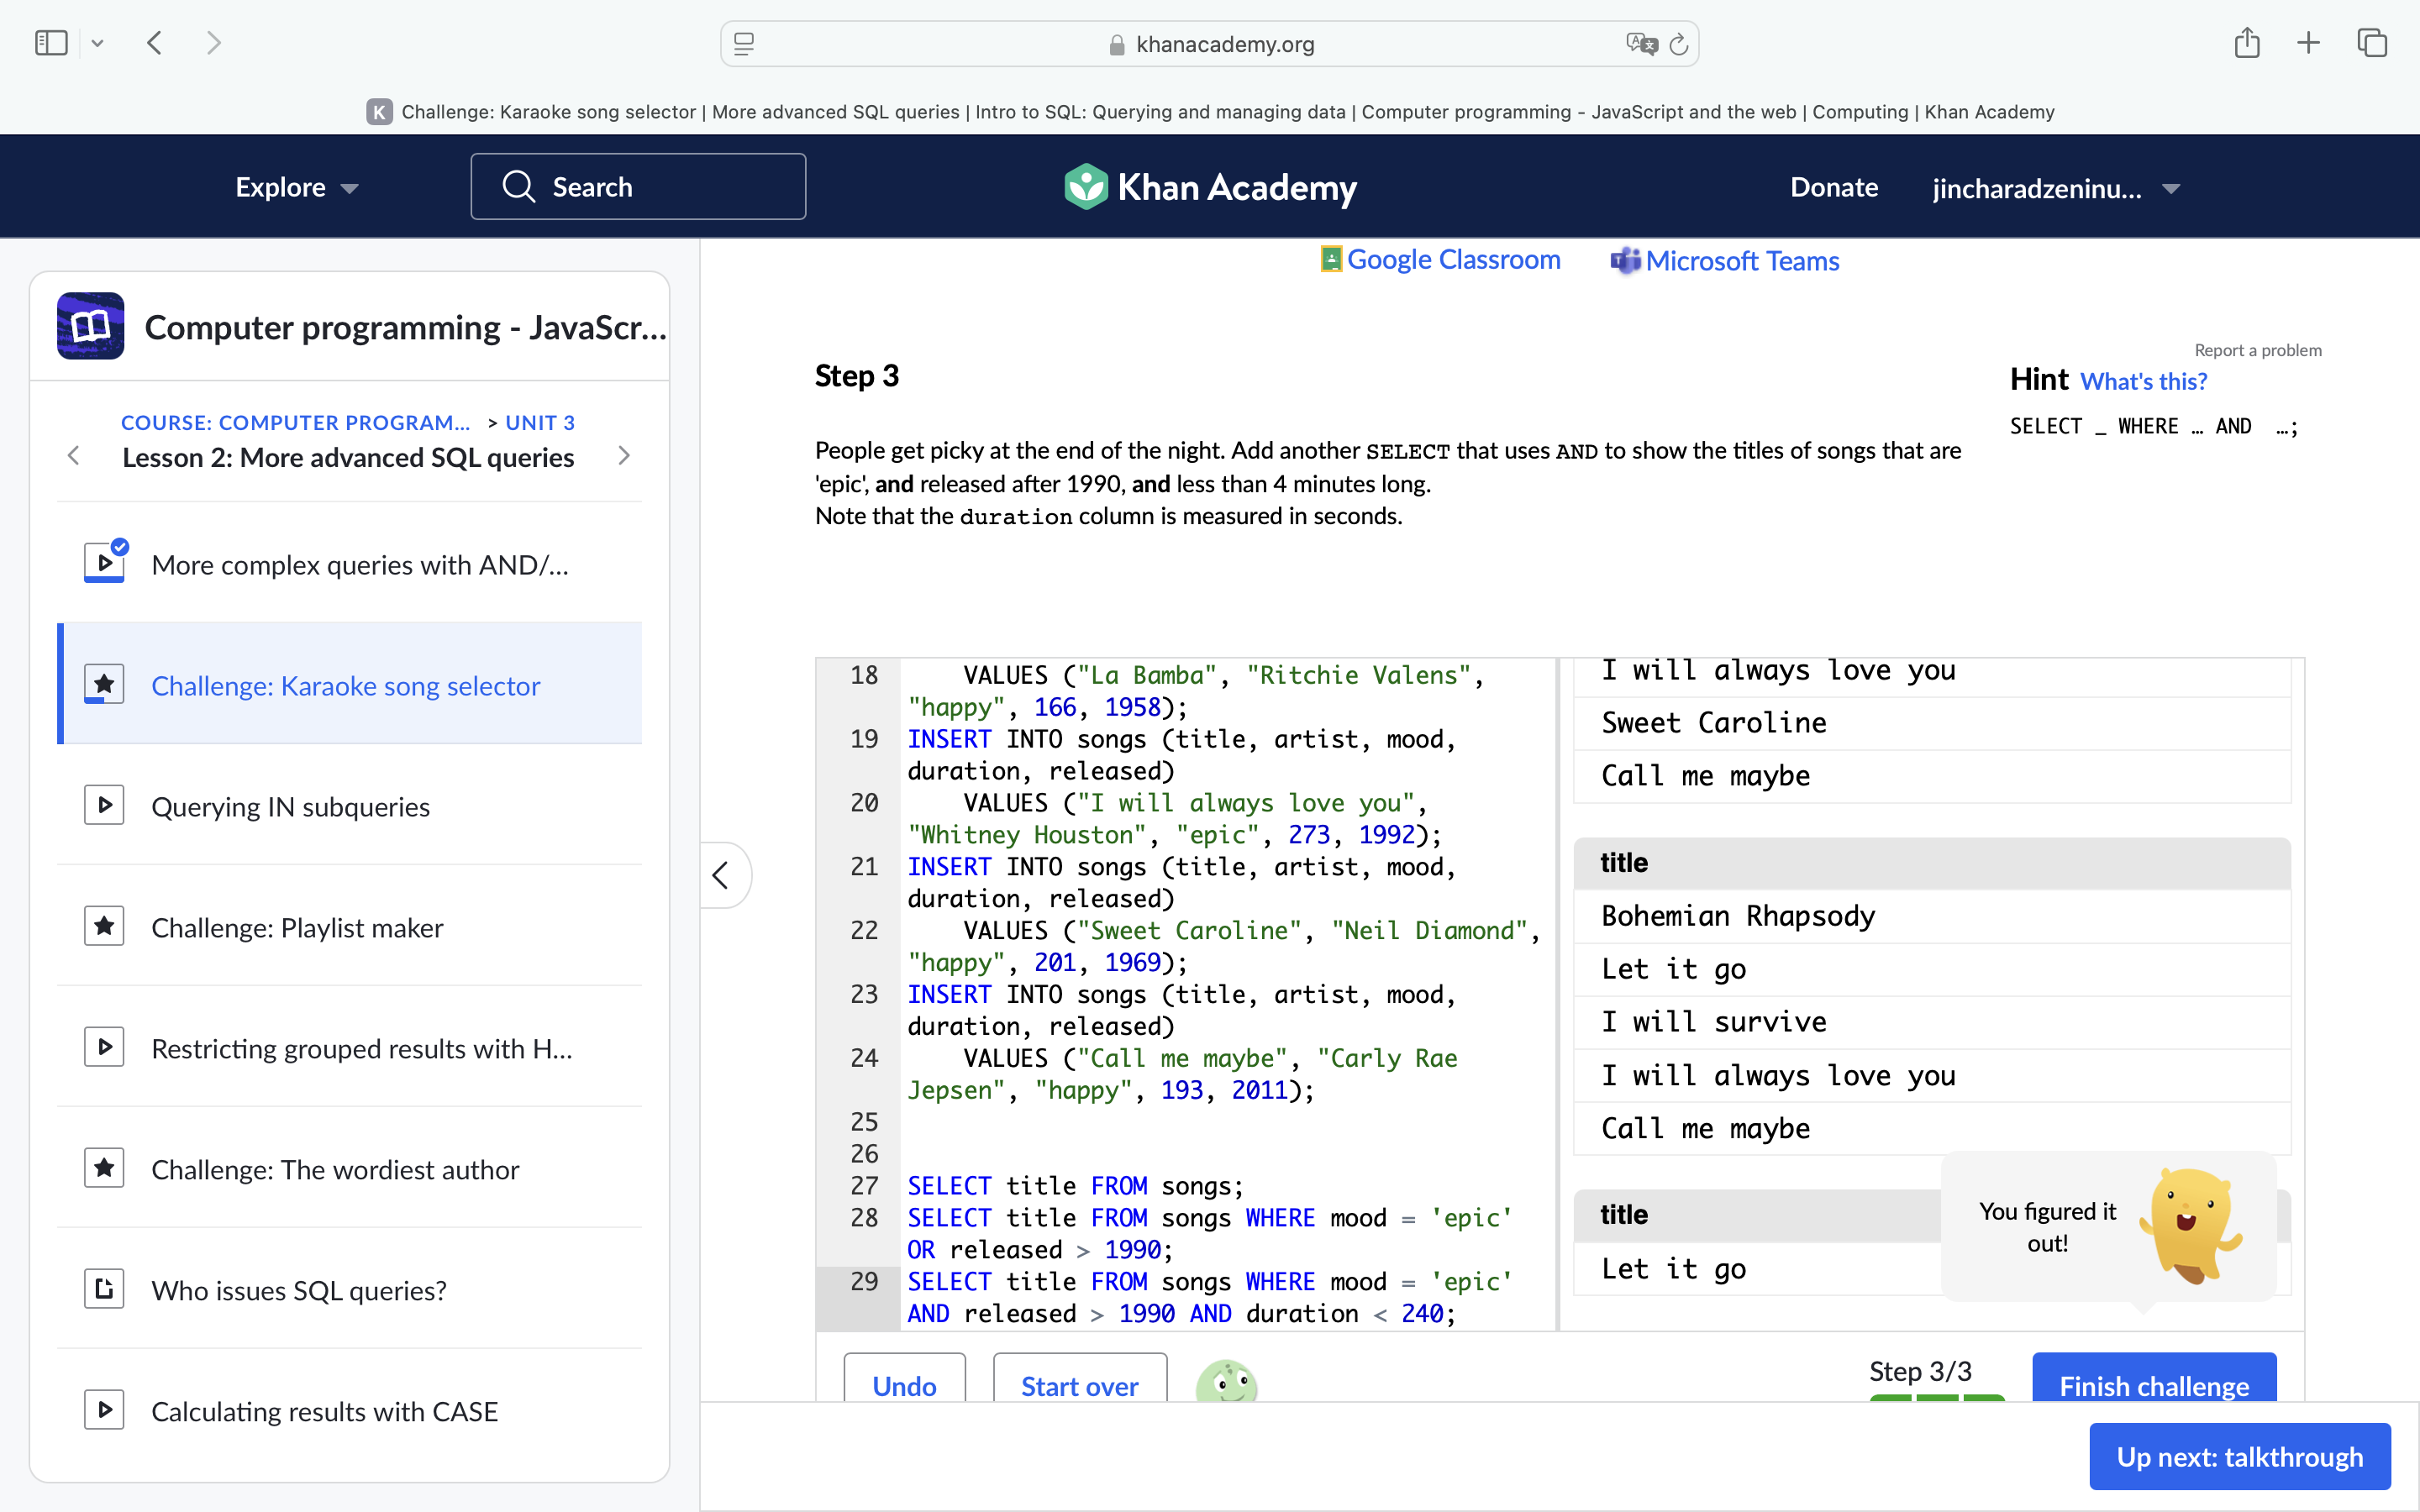 khanacademy.org
K Challenge: Karaoke song selector | More advanced SQL queries | Intro to SQL: Querying and managing data | Computer programming - JavaScript and the web | Computing | Khan Academy
Explore
Search
Khan Academy
Donate
jincharadzeninu...
Computer programming - JavaScr...
COURSE: COMPUTER PROGRAM... > UNIT 3
Lesson 2: More advanced SQL queries
More complex queries with AND/...
Challenge: Karaoke song selector
Querying IN subqueries
Challenge: Playlist maker
Restricting grouped results with H...
Challenge: The wordiest author
Who issues SQL queries?
Calculating results with CASE
Google Classroom
Microsoft Teams
Report a problem
Step 3
People get picky at the end of the night. Add another SELECT that uses AND to show the titles of songs that are
'epic', and released after 1990, and less than 4 minutes long.
Note that the duration column is measured in seconds.
Hint What's this?
SELECT _ WHERE … AND …;
18 VALUES ("La Bamba", "Ritchie Valens",
"happy", 166, 1958);
19 INSERT INTO songs (title, artist, mood,
duration, released)
20 VALUES ("I will always love you",
"Whitney Houston", "epic", 273, 1992);
21 INSERT INTO songs (title, artist, mood,
duration, released)
22 VALUES ("Sweet Caroline", "Neil Diamond",
"happy", 201, 1969);
23 INSERT INTO songs (title, artist, mood,
duration, released)
24 VALUES ("Call me maybe", "Carly Rae
Jepsen", "happy", 193, 2011);
25
26
27 SELECT title FROM songs;
28 SELECT title FROM songs WHERE mood = 'epic'
OR released > 1990;
29 SELECT title FROM songs WHERE mood = 'epic'
AND released > 1990 AND duration < 240;
I will always love you
Sweet Caroline
Call me maybe
title
Bohemian Rhapsody
Let it go
I will survive
I will always love you
Call me maybe
title
Let it go
You figured it
out!
Undo
Start over
Step 3/3
Finish challenge
Up next: talkthrough